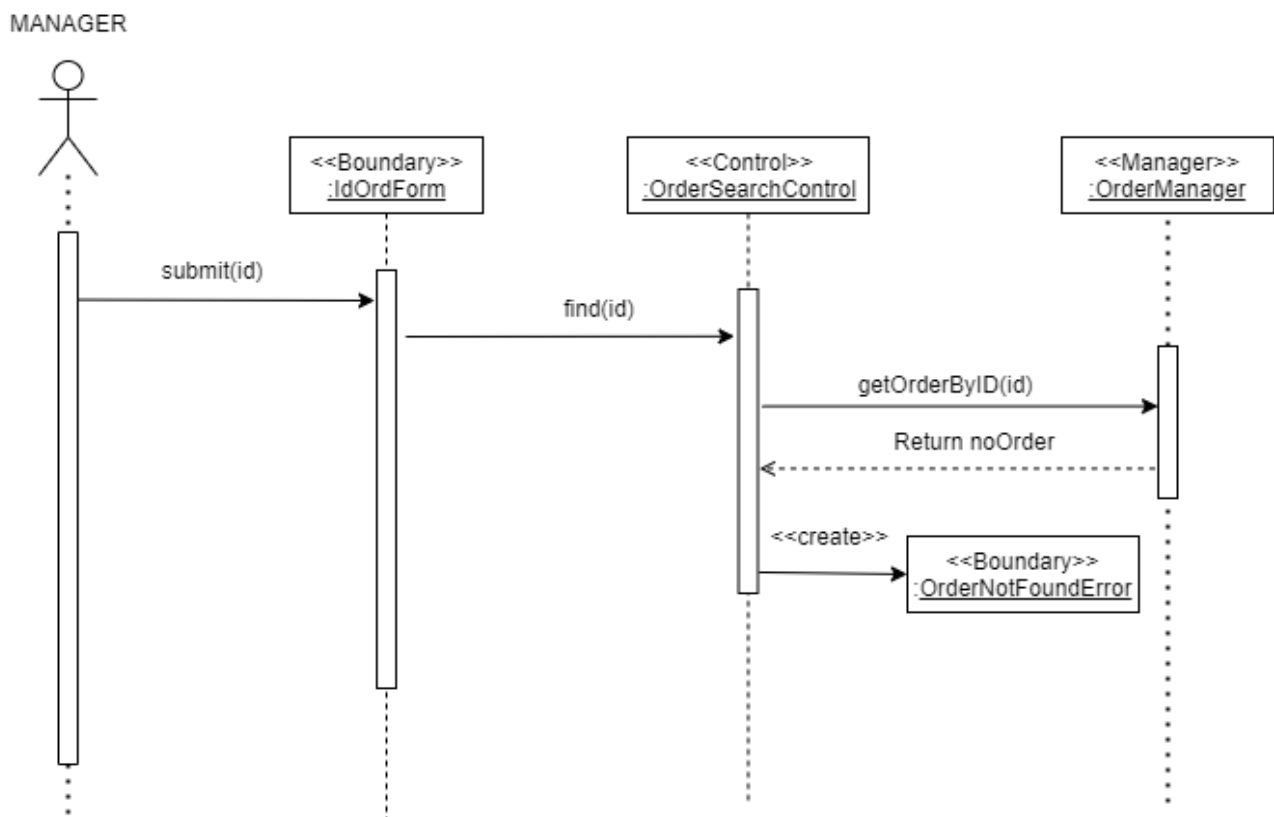 MANAGER
<<Boundary>>
:IdOrdForm
<<Control>>
:OrderSearchControl
<<Manager>>
:OrderManager
submit(id)
find(id)
getOrderByID(id)
Return noOrder
<<create>>
<<Boundary>>
:OrderNotFoundError